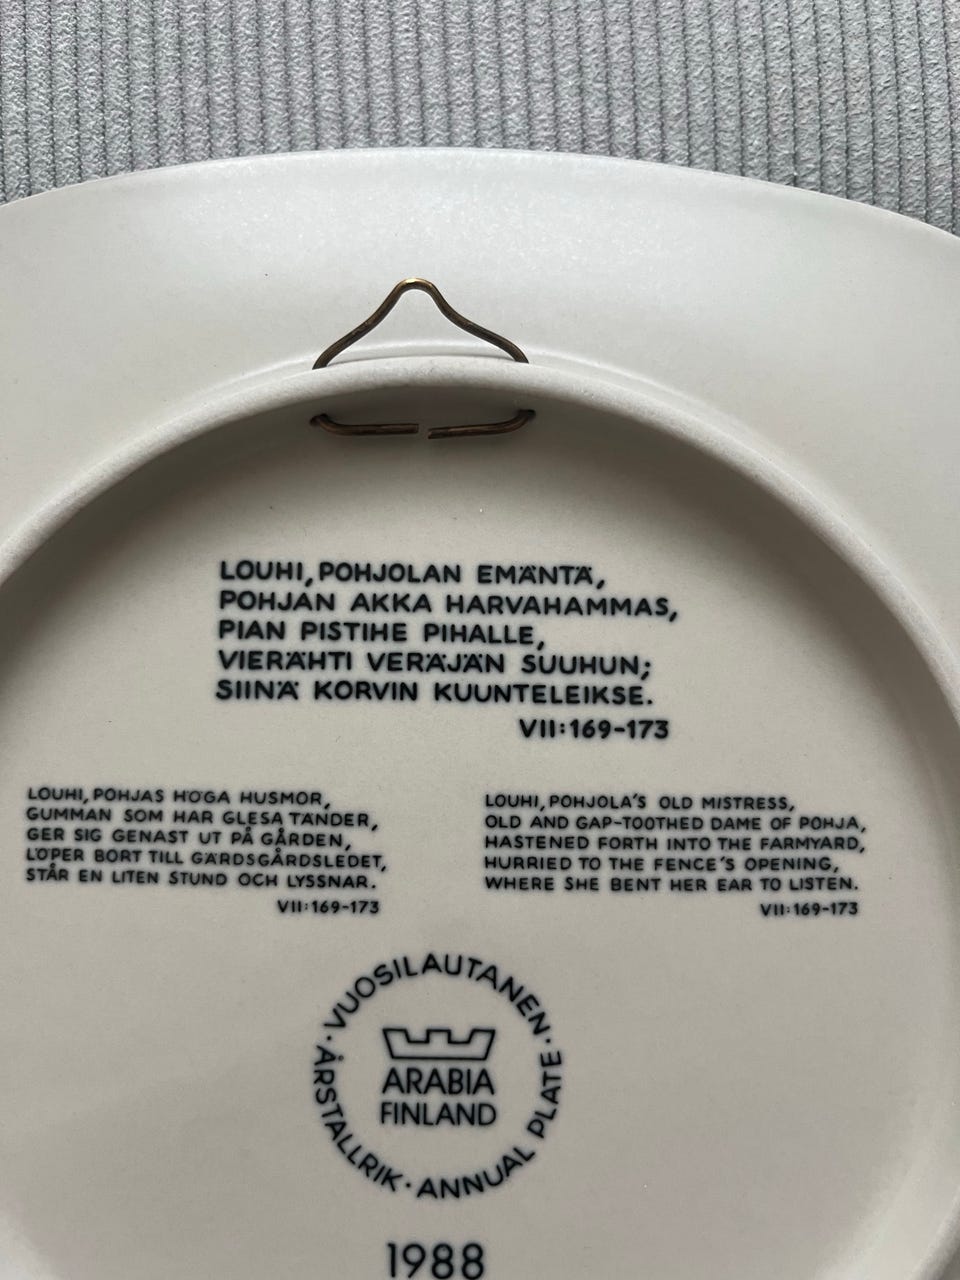 LOUHI, POHJOLAN EMÄNTÄ,
POHJAN AKKA HARVAHAMMAS,
PIAN PISTIHE PIHALLE,
VIERÄHTI VERÄJÄN SUUHUN;
SIINÄ KORVIN KUUNTELEIKSE.
VII:169-173
LOUHI, POHJAS HÖGA HUSMOR,
GUMMAN SOM HAR GLESA TÄNDER,
GER SIG GENAST UT PÅ GÅRDEN,
LÖPER BORT TILL GÄRDSGÅRDSLEDET,
STÅR EN LITEN STUND OCH LYSSNAR.
VII:169-173
LOUHI, POHJOLA'S OLD MISTRESS,
OLD AND GAP-TOOTHED DAME OF POHJA,
HASTENED FORTH INTO THE FARMYARD,
HURRIED TO THE FENCE'S OPENING,
WHERE SHE BENT HER EAR TO LISTEN.
VII:169-173
·VUOSILAUTANEN·
ÅRSTALLRIK·ANNUAL PLATE
ARABIA
FINLAND
1988